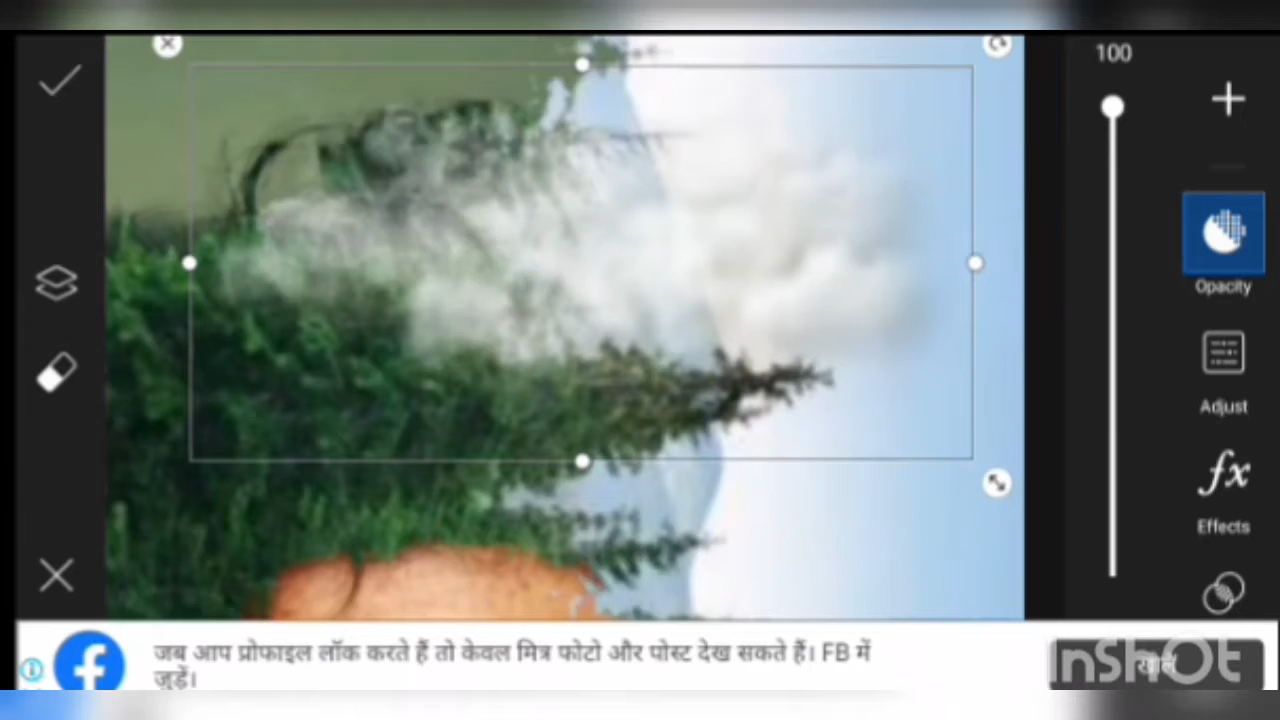 100
Opacity
Adjust
fx
Effects
जब आप प्रोफाइल लॉक करते हैं तो केवल मित्र फोटो और पोस्ट देख सकते हैं। FB में
जुड़ें।
InShOt